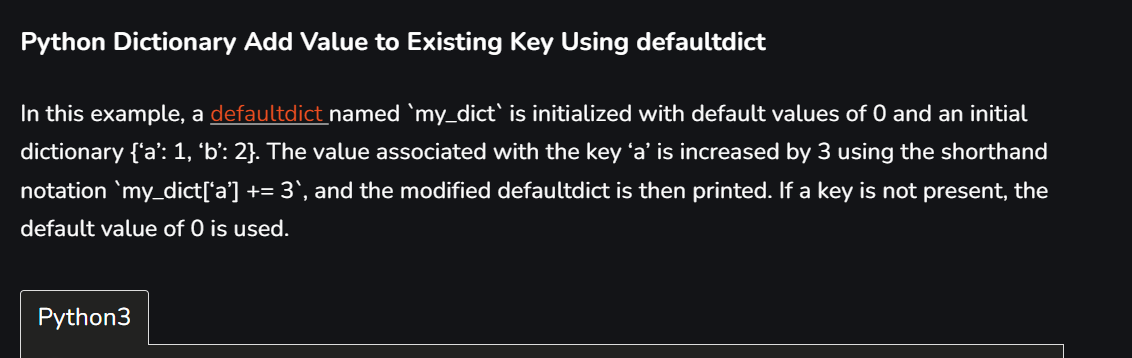 Python Dictionary Add Value to Existing Key Using defaultdict
In this example, a defaultdict named `my_dict` is initialized with default values of 0 and an initial
dictionary {‘a’: 1, ‘b’: 2}. The value associated with the key ‘a’ is increased by 3 using the shorthand
notation `my_dict[‘a’] += 3`, and the modified defaultdict is then printed. If a key is not present, the
default value of 0 is used.
Python3